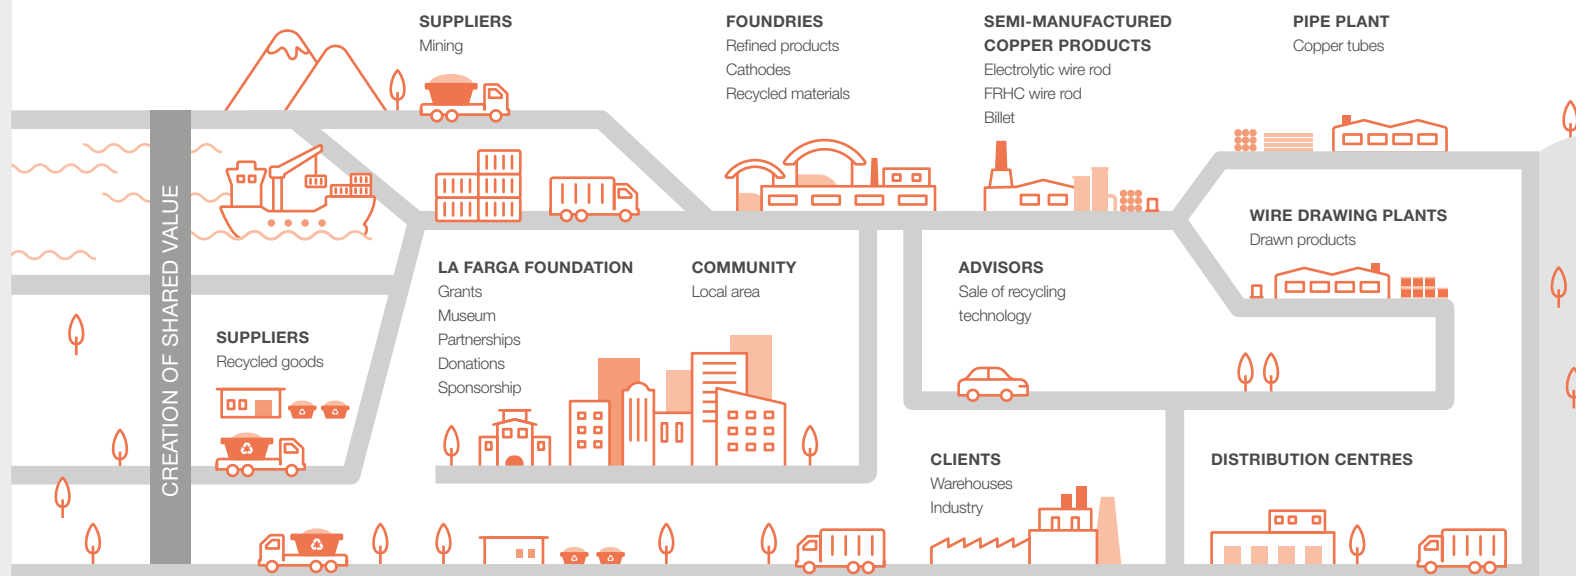 SUPPLIERS
Mining
FOUNDRIES
Refined products
Cathodes
Recycled materials
SEMI-MANUFACTURED
COPPER PRODUCTS
Electrolytic wire rod
FRHC wire rod
Billet
PIPE PLANT
Copper tubes
WIRE DRAWING PLANTS
Drawn products
CREATION OF SHARED VALUE
SUPPLIERS
Recycled goods
LA FARGA FOUNDATION
Grants
Museum
Partnerships
Donations
Sponsorship
COMMUNITY
Local area
ADVISORS
Sale of recycling
technology
CLIENTS
Warehouses
Industry
DISTRIBUTION CENTRES